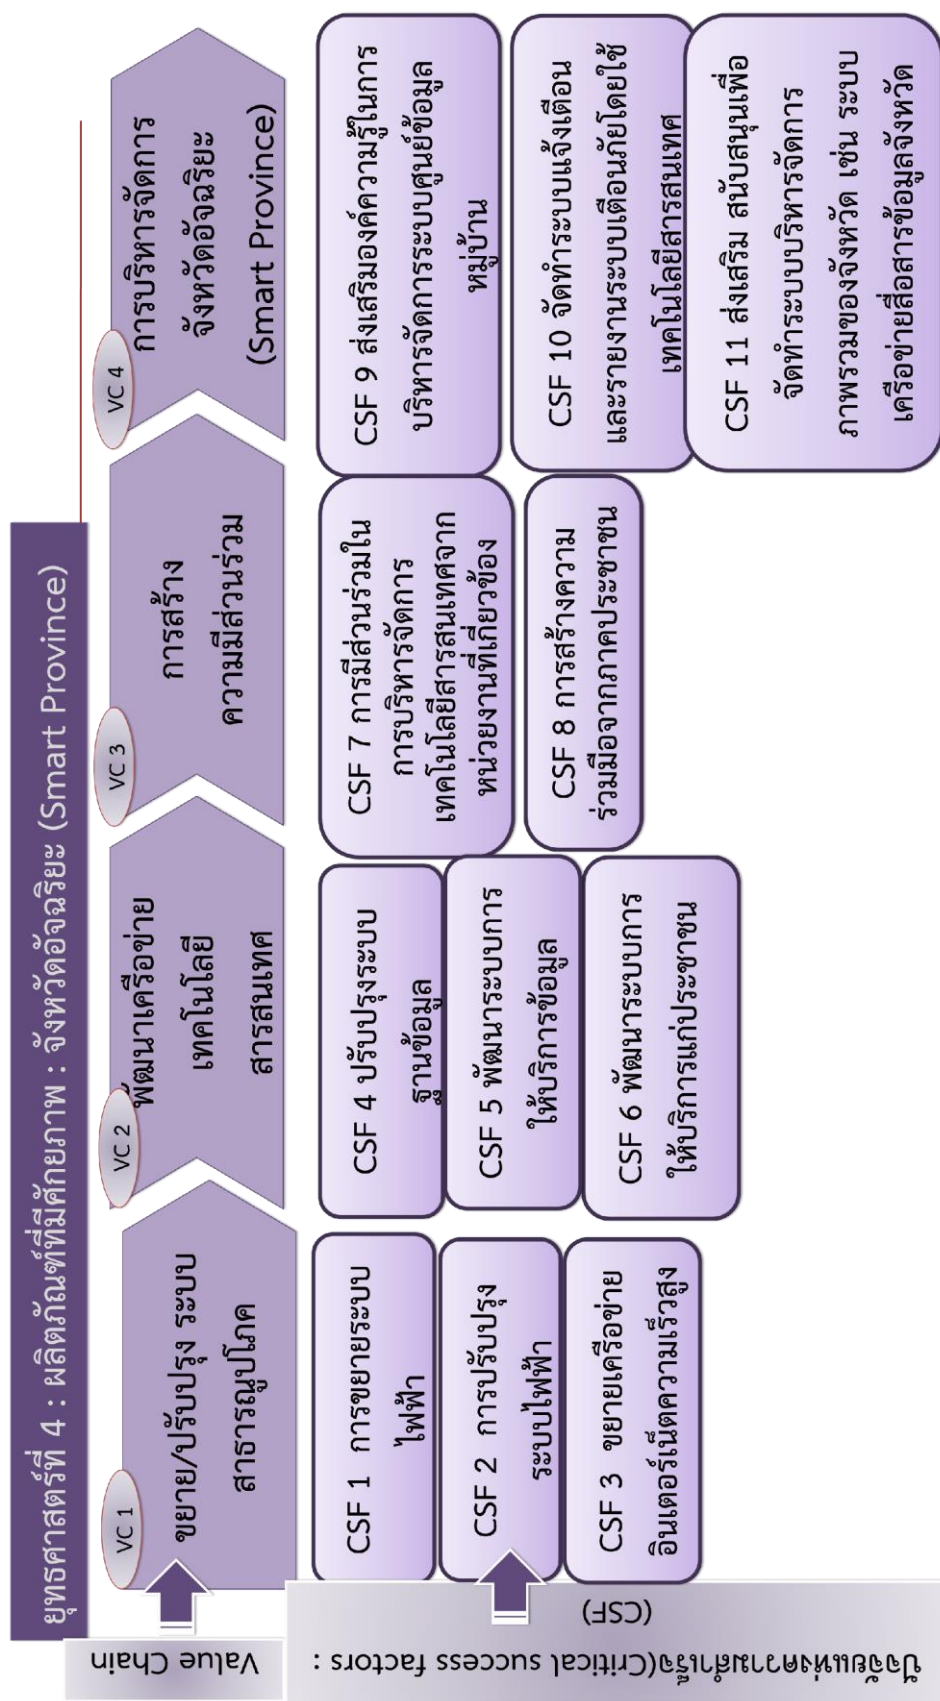 ยุทธศาสตร์ที่ 4 : ผลิตภัณฑ์ที่มีศักยภาพ : จังหวัดอัจฉริยะ (Smart Province)
Value Chain
VC 1
ขยาย/ปรับปรุง ระบบ
สาธารณูปโภค
VC 2
พัฒนาเครือข่าย
เทคโนโลยี
สารสนเทศ
VC 3
การสร้าง
ความมีส่วนร่วม
VC 4
การบริหารจัดการ
จังหวัดอัจฉริยะ
(Smart Province)
ปัจจัยแห่งความสำเร็จ(Critical success factors :
(CSF)
CSF 1 การขยายระบบ
ไฟฟ้า
CSF 2 การปรับปรุง
ระบบไฟฟ้า
CSF 3 ขยายเครือข่าย
อินเตอร์เน็ตความเร็วสูง
CSF 4 ปรับปรุงระบบ
ฐานข้อมูล
CSF 5 พัฒนาระบบการ
ให้บริการข้อมูล
CSF 6 พัฒนาระบบการ
ให้บริการแก่ประชาชน
CSF 7 การมีส่วนร่วมใน
การบริหารจัดการ
เทคโนโลยีสารสนเทศจาก
หน่วยงานที่เกี่ยวข้อง
CSF 8 การสร้างความ
ร่วมมือจากภาคประชาชน
CSF 9 ส่งเสริมองค์ความรู้ในการ
บริหารจัดการระบบศูนย์ข้อมูล
หมู่บ้าน
CSF 10 จัดทำระบบแจ้งเตือน
และรายงานระบบเตือนภัยโดยใช้
เทคโนโลยีสารสนเทศ
CSF 11 ส่งเสริม สนับสนุนเพื่อ
จัดทำระบบบริหารจัดการ
ภาพรวมของจังหวัด เช่น ระบบ
เครือข่ายสื่อสารข้อมูลจังหวัด